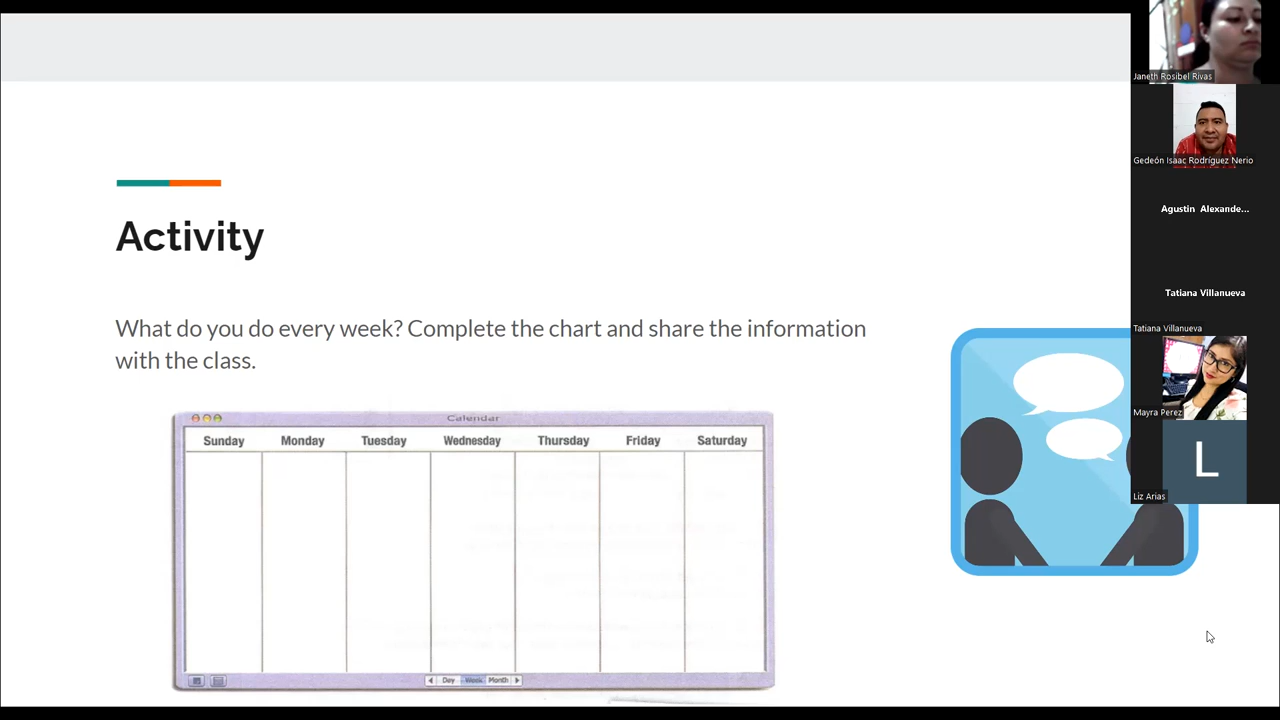 Activity
What do you do every week? Complete the chart and share the information
with the class.
Calendar
Sunday Monday Tuesday Wednesday Thursday Friday Saturday
Day Week Month
Janeth Rosibel Rivas
Gedeón Isaac Rodríguez Nerio
Agustin Alexande...
Tatiana Villanueva
Tatiana Villanueva
Mayra Perez
L
Liz Arias